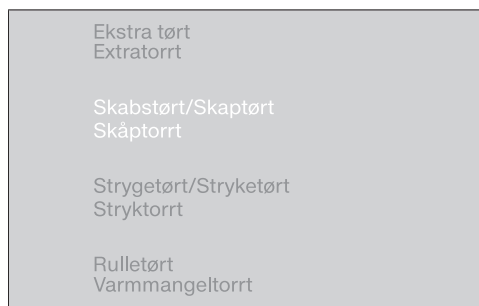 Ekstra tørt
Extratorrt
Skabstørt/Skaptørt
Skåptorrt
Strygetørt/Stryketørt
Stryktorrt
Rulletørt
Varmmangeltorrt